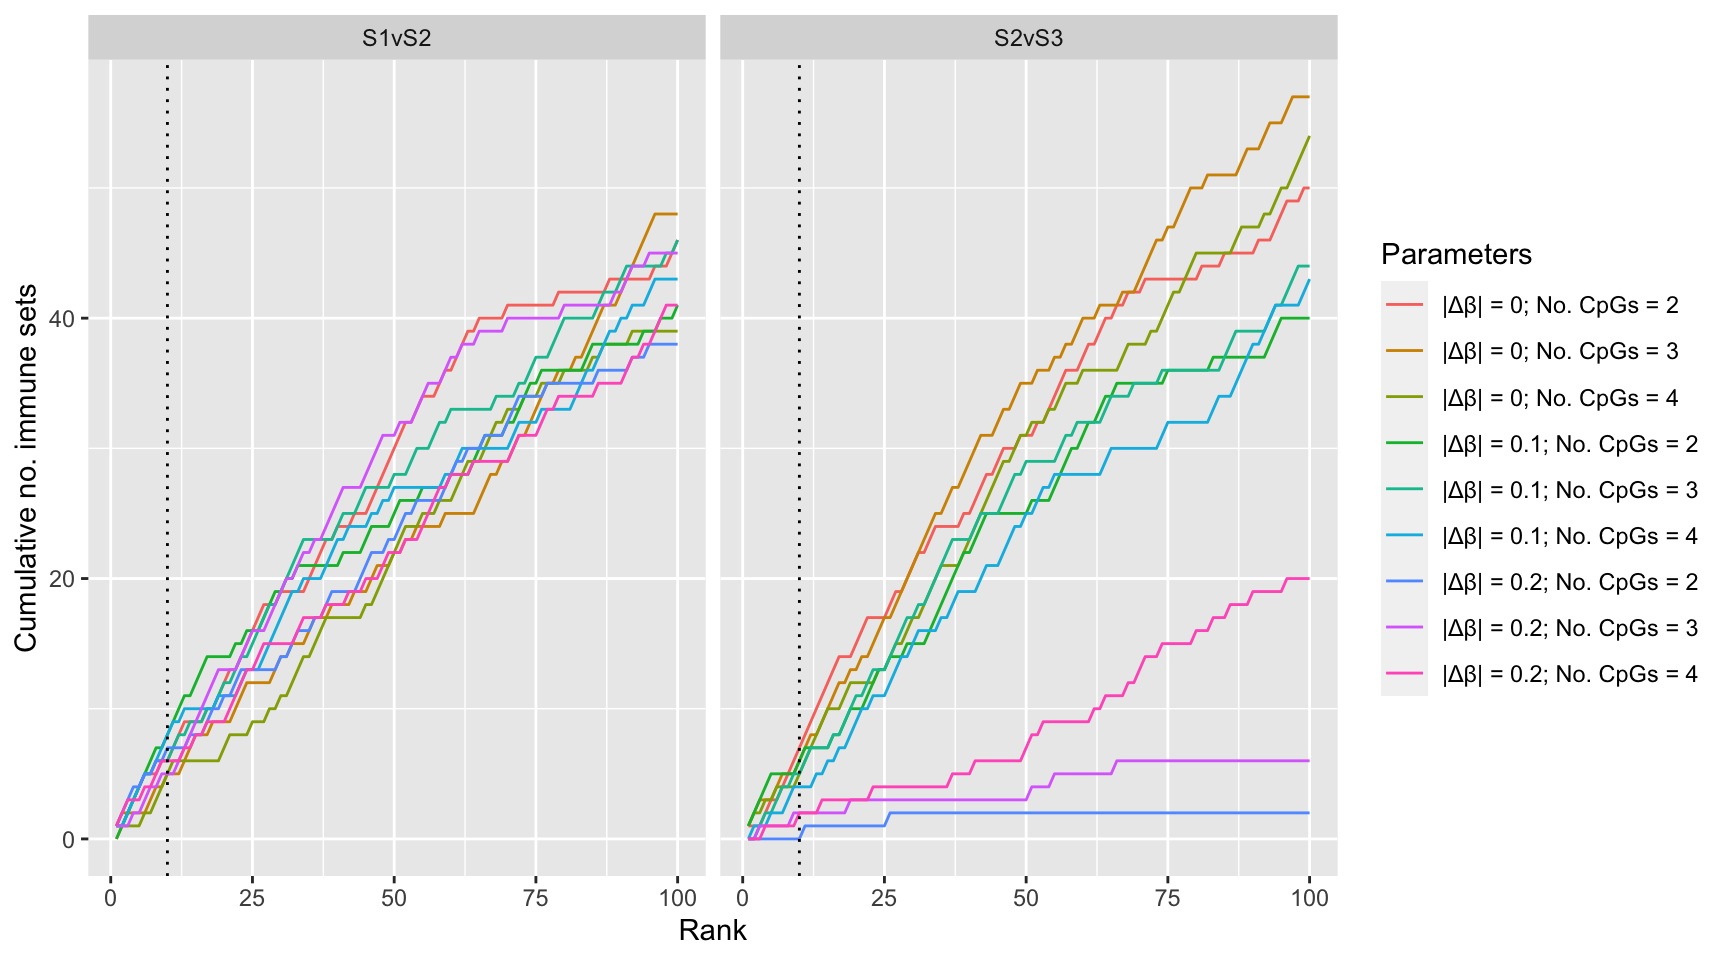 S1vS2
S2vS3
Cumulative no. immune sets
40
20
0
0 25 50 75 100
0 25 50 75 100
Rank
Parameters
|Δβ| = 0; No. CpGs = 2
|Δβ| = 0; No. CpGs = 3
|Δβ| = 0; No. CpGs = 4
|Δβ| = 0.1; No. CpGs = 2
|Δβ| = 0.1; No. CpGs = 3
|Δβ| = 0.1; No. CpGs = 4
|Δβ| = 0.2; No. CpGs = 2
|Δβ| = 0.2; No. CpGs = 3
|Δβ| = 0.2; No. CpGs = 4